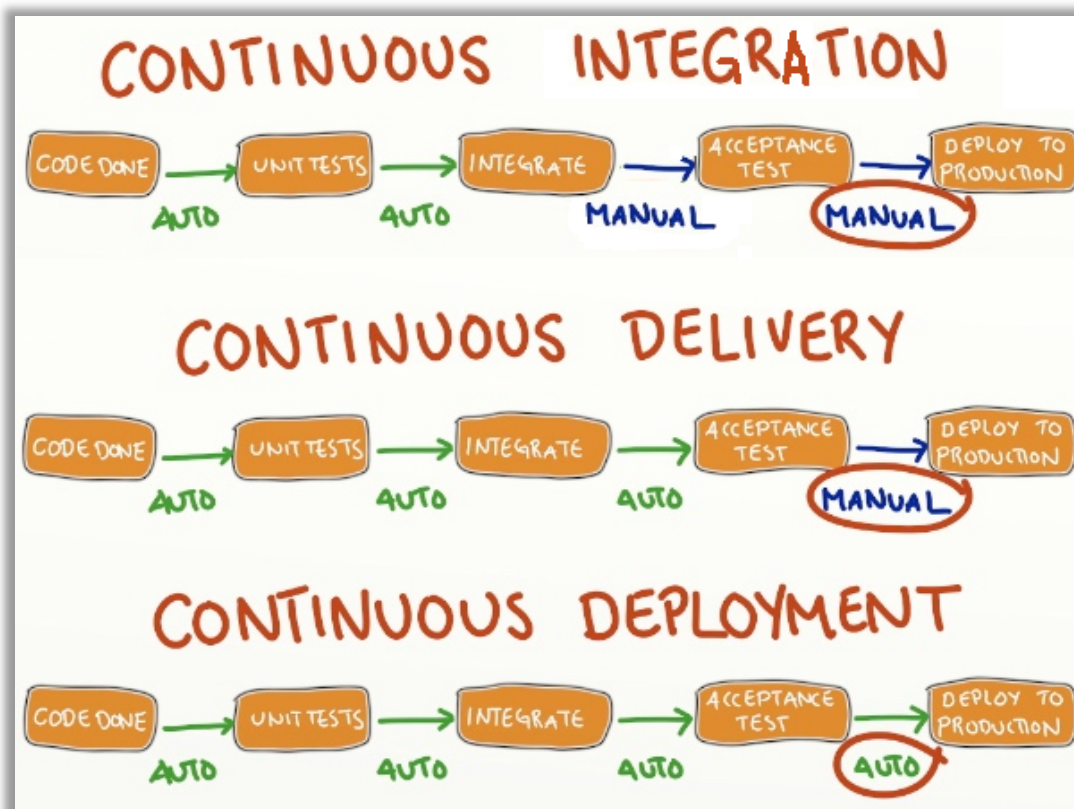 CONTINUOUS INTEGRATION
CODE DONE
UNIT TESTS
INTEGRATE
ACCEPTANCE
TEST
DEPLOY TO
PRODUCTION
AUTO
AUTO
MANUAL
MANUAL
CONTINUOUS DELIVERY
CODE DONE
UNIT TESTS
INTEGRATE
ACCEPTANCE
TEST
DEPLOY TO
PRODUCTION
AUTO
AUTO
AUTO
MANUAL
CONTINUOUS DEPLOYMENT
CODE DONE
UNIT TESTS
INTEGRATE
ACCEPTANCE
TEST
DEPLOY TO
PRODUCTION
AUTO
AUTO
AUTO
AUTO